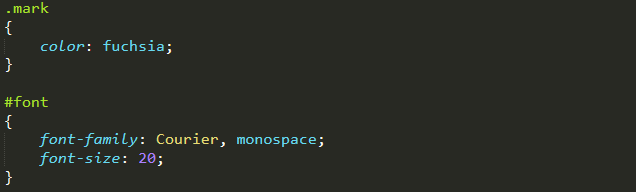 .mark
{
    color: fuchsia;
}

#font
{
    font-family: Courier, monospace;
    font-size: 20;
}